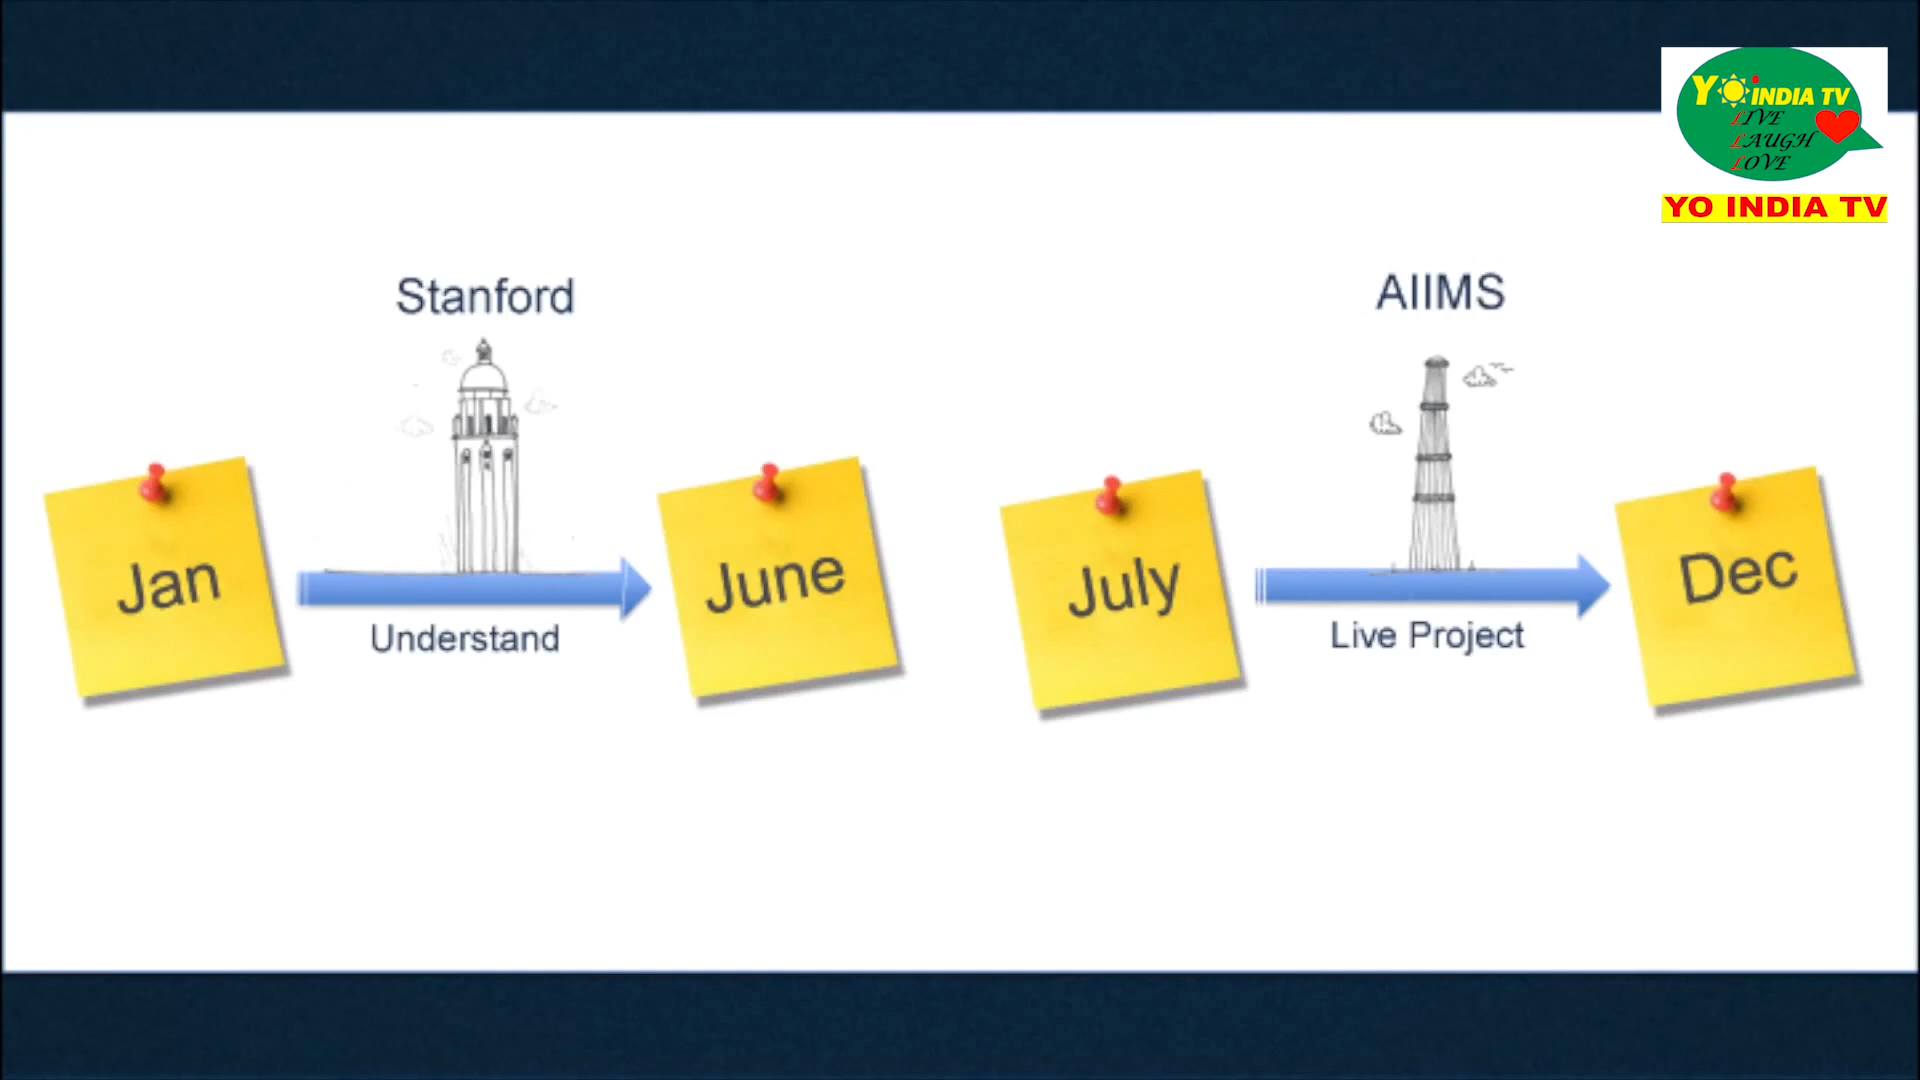 YO INDIA TV
LIVE
LAUGH
LOVE
YO INDIA TV
Stanford
AIIMS
Jan
June
July
Dec
Understand
Live Project